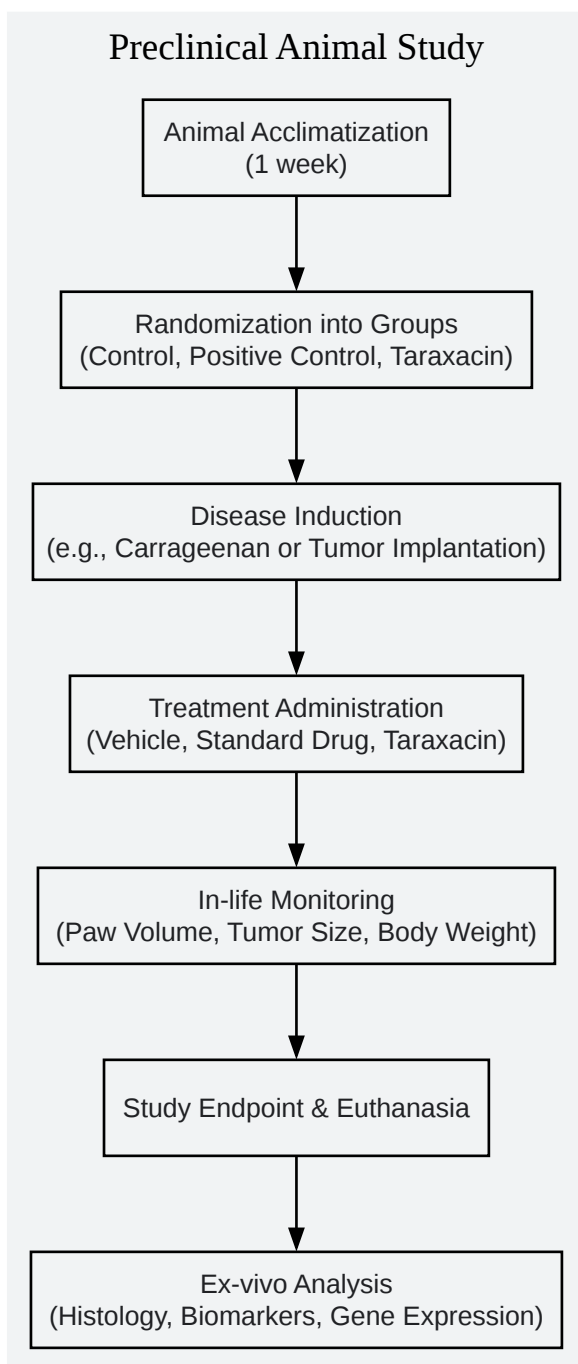 Preclinical Animal Study
Animal Acclimatization
(1 week)
Randomization into Groups
(Control, Positive Control, Taraxacin)
Disease Induction
(e.g., Carrageenan or Tumor Implantation)
Treatment Administration
(Vehicle, Standard Drug, Taraxacin)
In-life Monitoring
(Paw Volume, Tumor Size, Body Weight)
Study Endpoint & Euthanasia
Ex-vivo Analysis
(Histology, Biomarkers, Gene Expression)